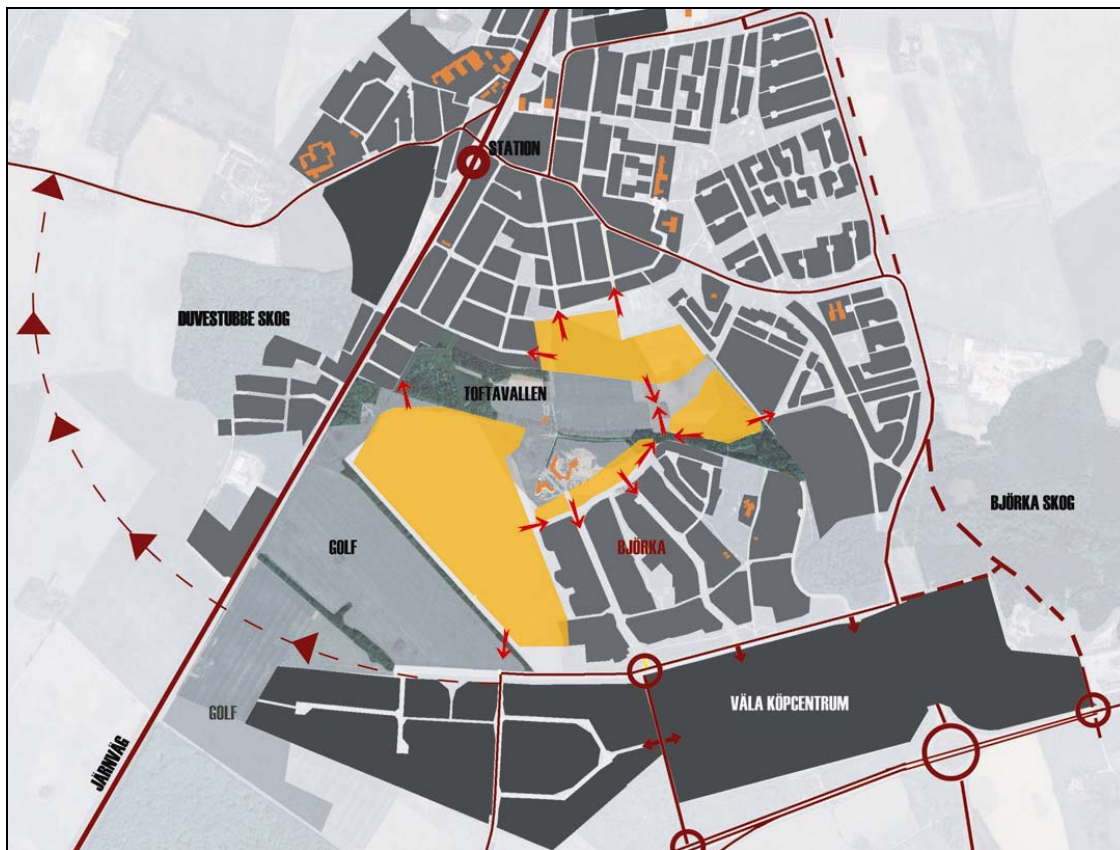 STATION
DUVESTUBBE SKOG
TOFTAVALLEN
BJÖRKA SKOG
GOLF
BJÖRKA
VÄLA KÖPCENTRUM
GOLF
JÄRNVÄG